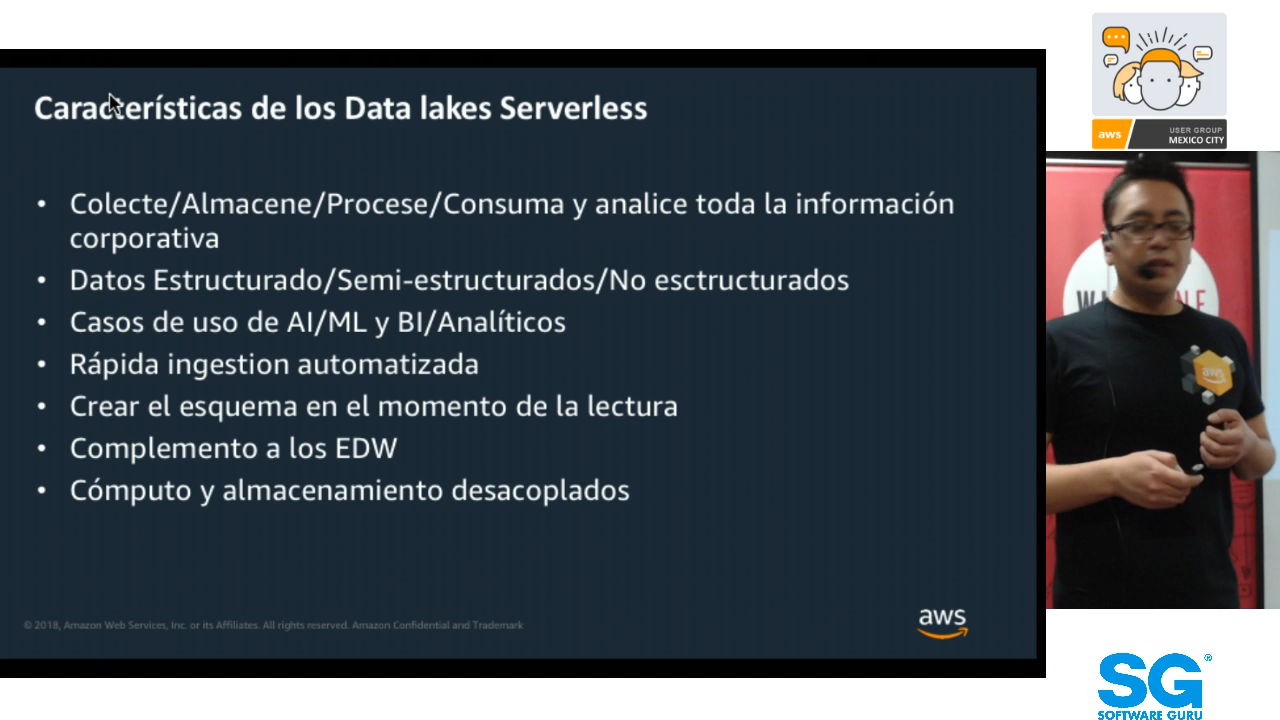 Características de los Data lakes Serverless
• Colecte/Almacene/Procese/Consuma y analice toda la información
corporativa
• Datos Estructurado/Semi-estructurados/No esctructurados
• Casos de uso de AI/ML y BI/Analíticos
• Rápida ingestion automatizada
• Crear el esquema en el momento de la lectura
• Complemento a los EDW
• Cómputo y almacenamiento desacoplados
© 2018, Amazon Web Services, Inc. or its Affiliates. All rights reserved. Amazon Confidential and Trademark
aws
aws
USER GROUP
MEXICO CITY
aws
SG®
SOFTWARE GURU